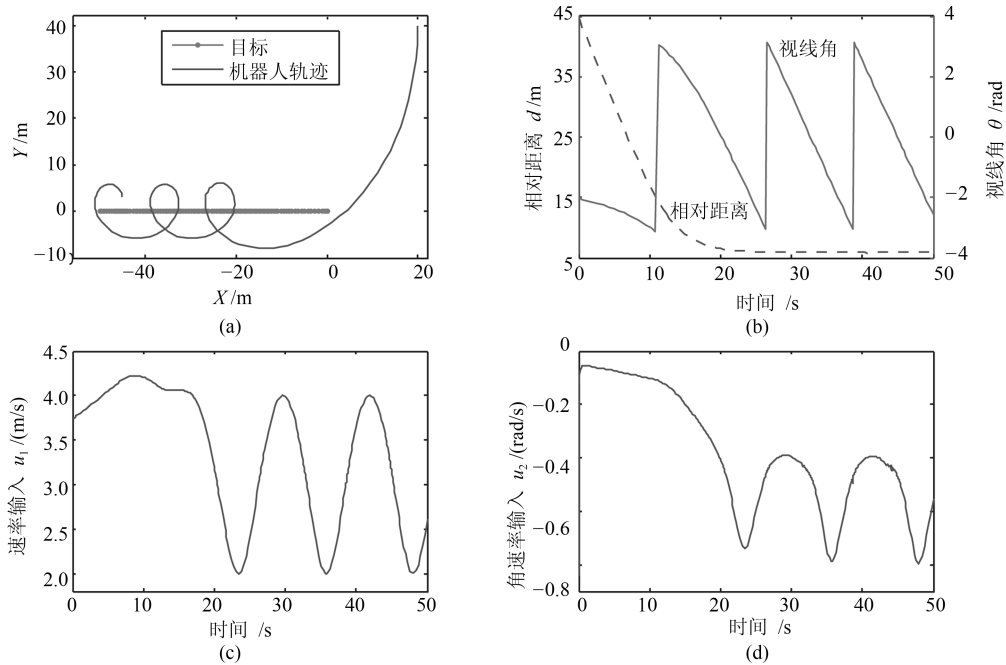 40
30
20
10
0
−10
Y/m
目标
机器人轨迹
−40
−20
0
20
X/m
(a)
45
35
25
15
5
相对距离 d/m
视线角
相对距离
4
2
0
−2
−4
视线角 θ/rad
0
10
20
30
40
50
时间 /s
(b)
4.5
4.0
3.5
3.0
2.5
2.0
速率输入 u₁/(m/s)
0
10
20
30
40
50
时间 /s
(c)
0
−0.2
−0.4
−0.6
−0.8
角速率输入 u₂/(rad/s)
0
10
20
30
40
50
时间 /s
(d)